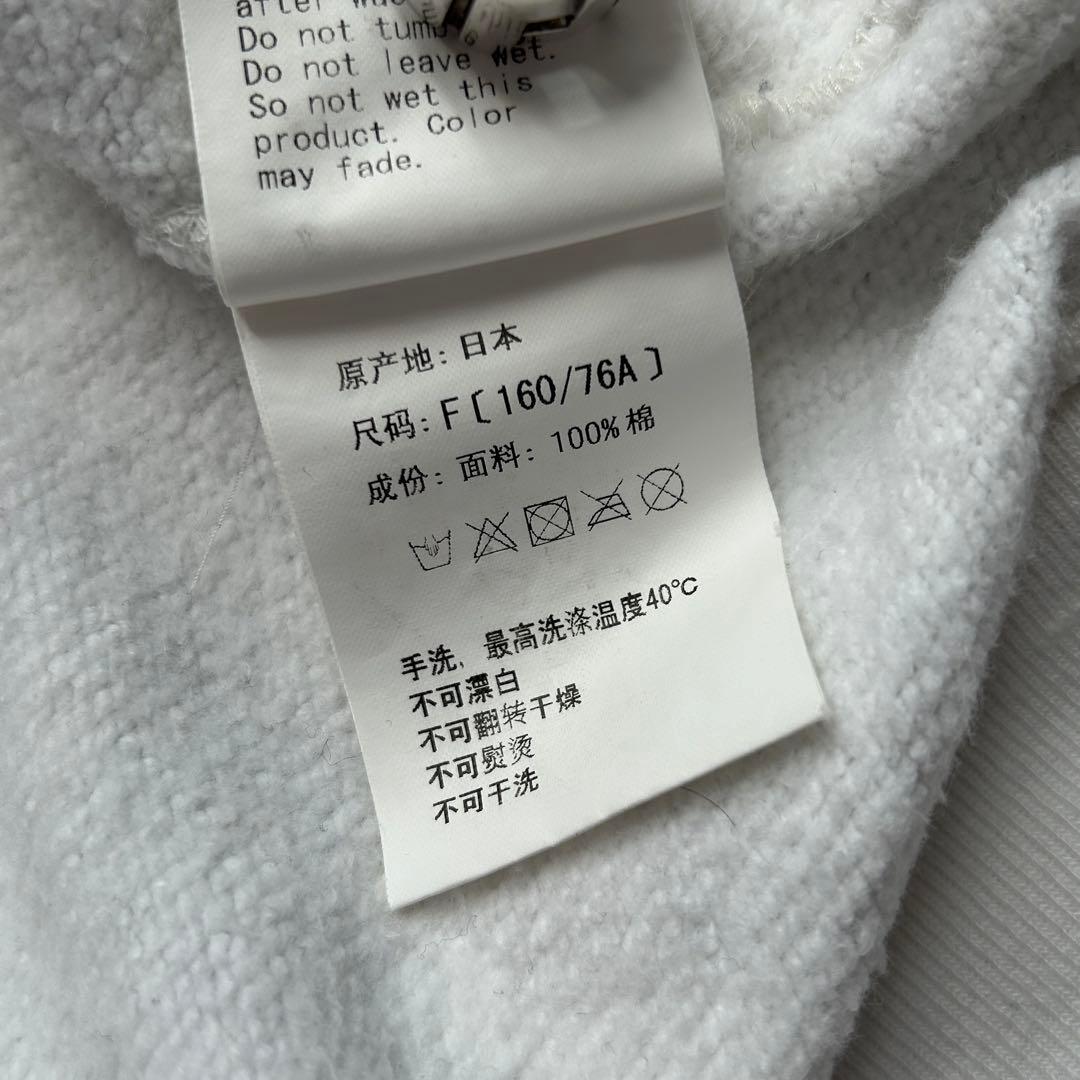 after
Do not
Do not leave wet.
So not wet this
product. Color
may fade.
原产地: 日本
尺码: F〔160/76A〕
成份: 面料: 100%棉
手洗, 最高洗涤温度40℃
不可漂白
不可翻转干燥
不可熨烫
不可干洗